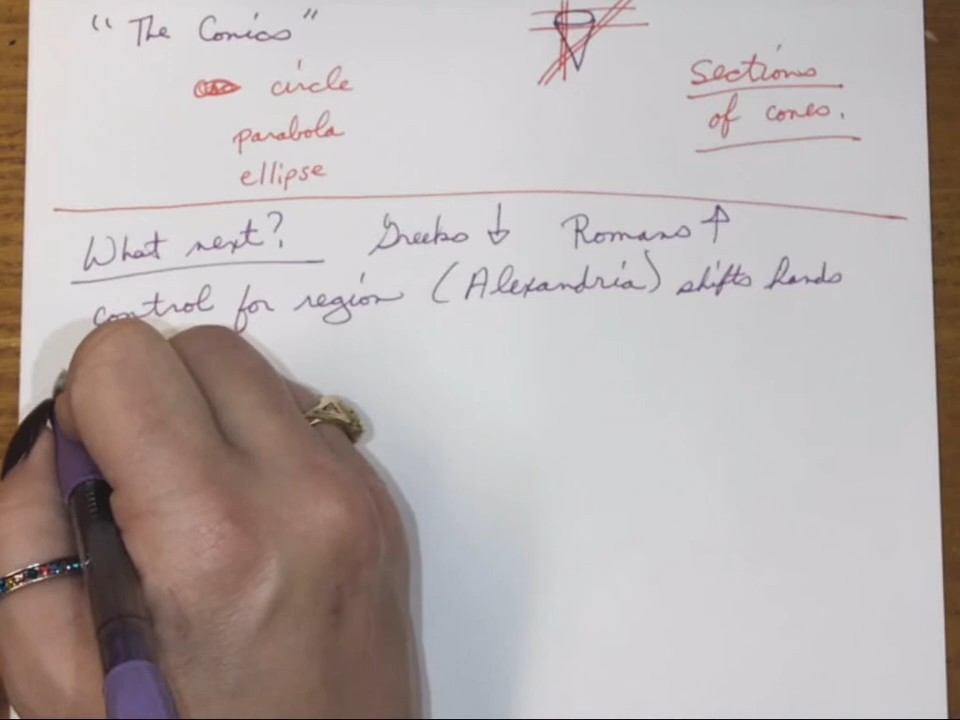 "The Conics"
circle
parabola
ellipse
Sections
of cones.
What next? Greeks ↓ Romans ↑
control for region (Alexandria) shifts hands